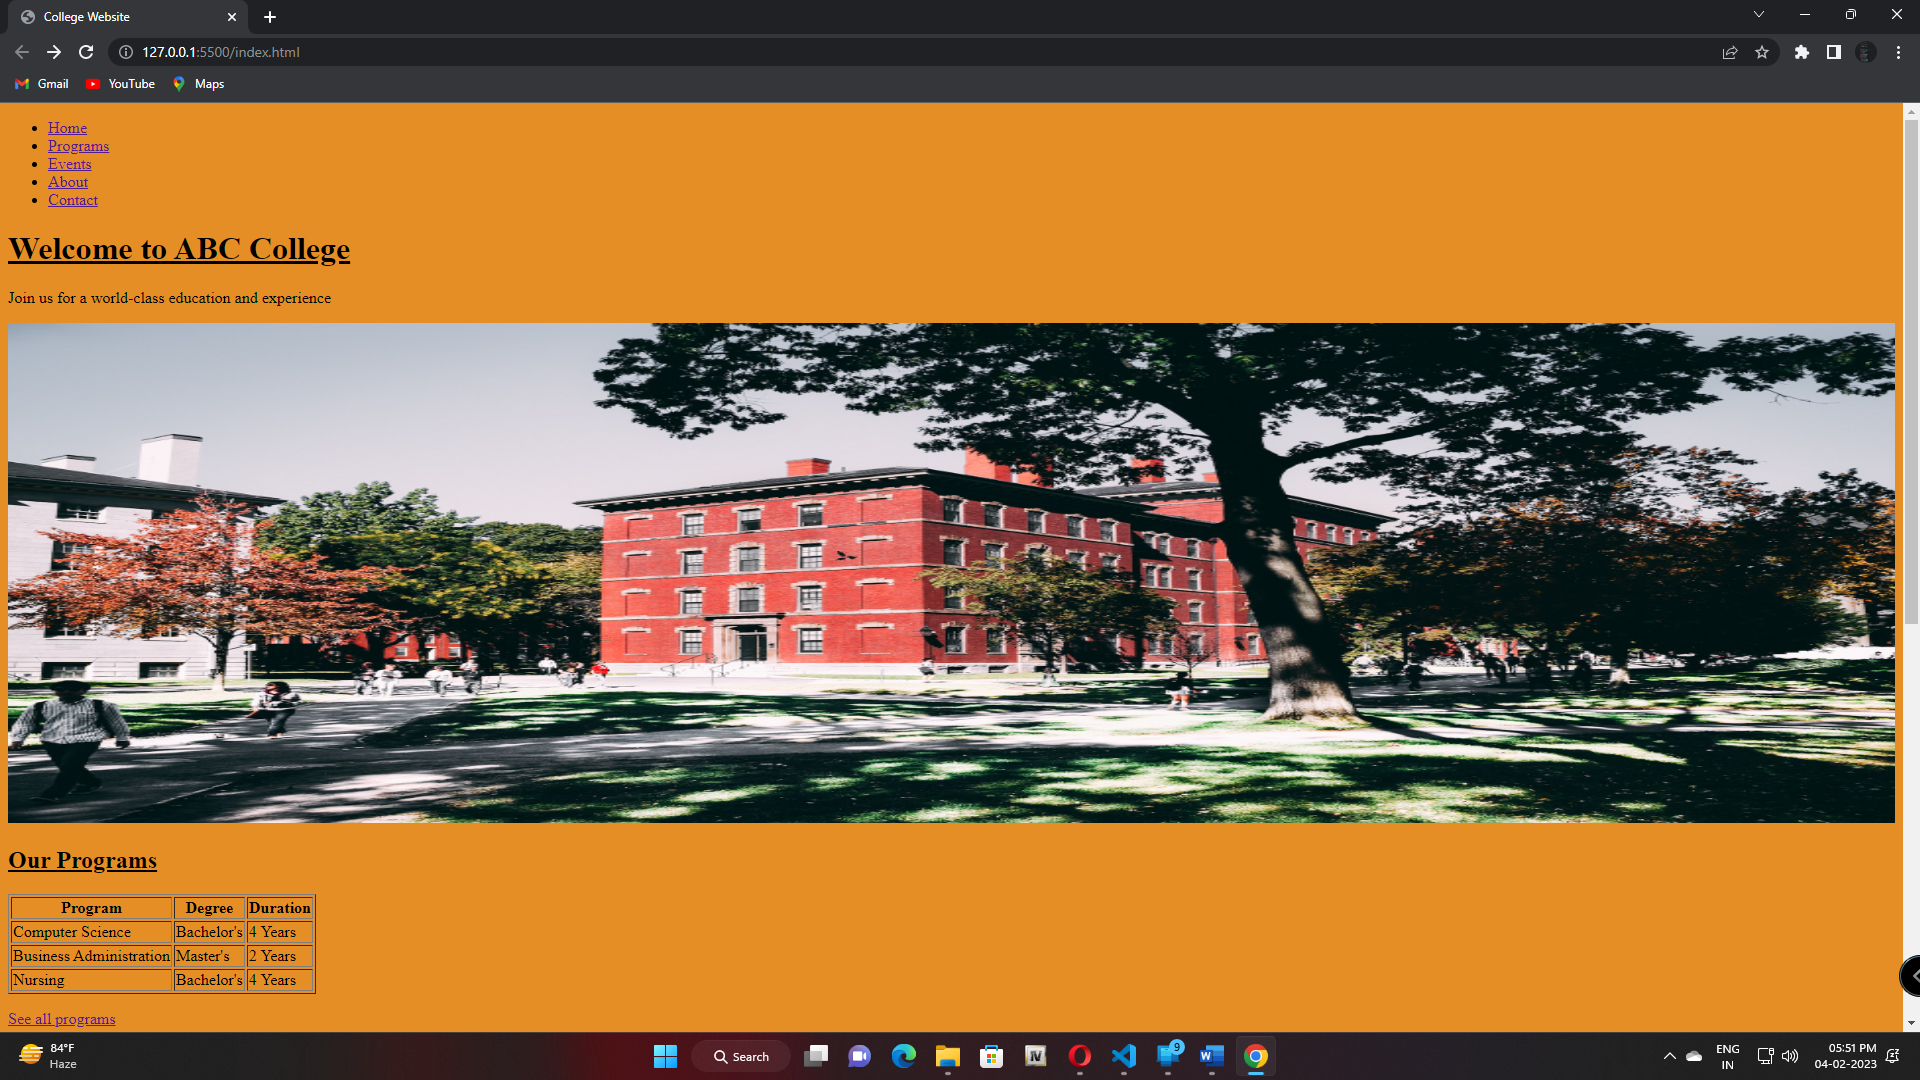 College Website
127.0.0.1:5500/index.html
Gmail YouTube Maps
Home
Programs
Events
About
Contact
Welcome to ABC College
Join us for a world-class education and experience
Our Programs
Program Degree Duration
Computer Science Bachelor's 4 Years
Business Administration Master's 2 Years
Nursing Bachelor's 4 Years
See all programs
84°F
Haze
Search
9
ENG
IN
05:51 PM
04-02-2023